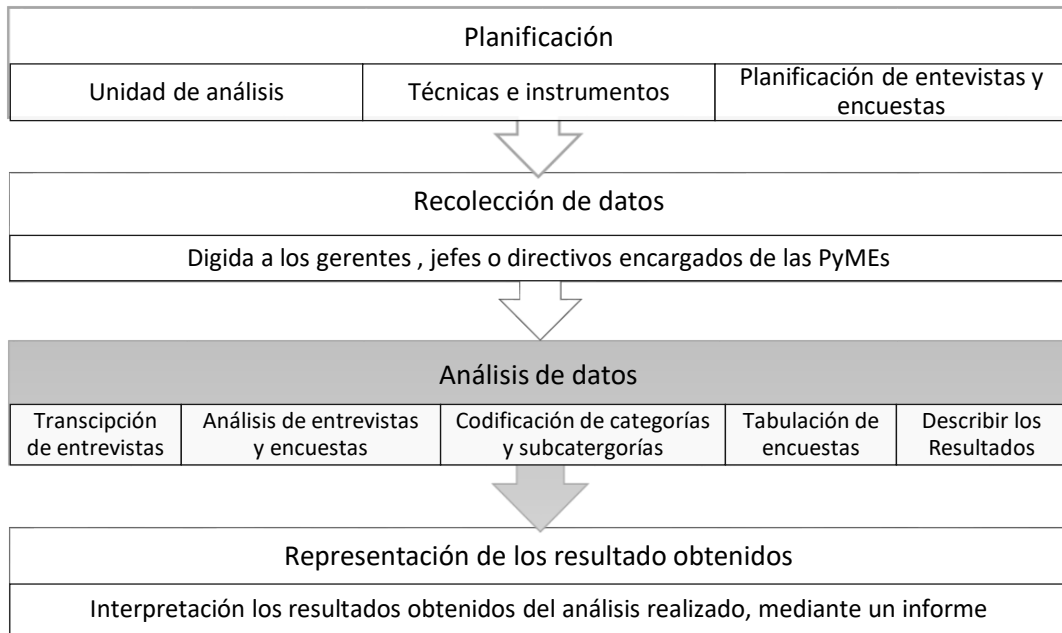 Planificación
Unidad de análisis
Técnicas e instrumentos
Planificación de entevistas y
encuestas
Recolección de datos
Digida a los gerentes , jefes o directivos encargados de las PyMEs
Análisis de datos
Transcipción
de entrevistas
Análisis de entrevistas
y encuestas
Codificación de categorías
y subcatergorías
Tabulación de
encuestas
Describir los
Resultados
Representación de los resultado obtenidos
Interpretación los resultados obtenidos del análisis realizado, mediante un informe